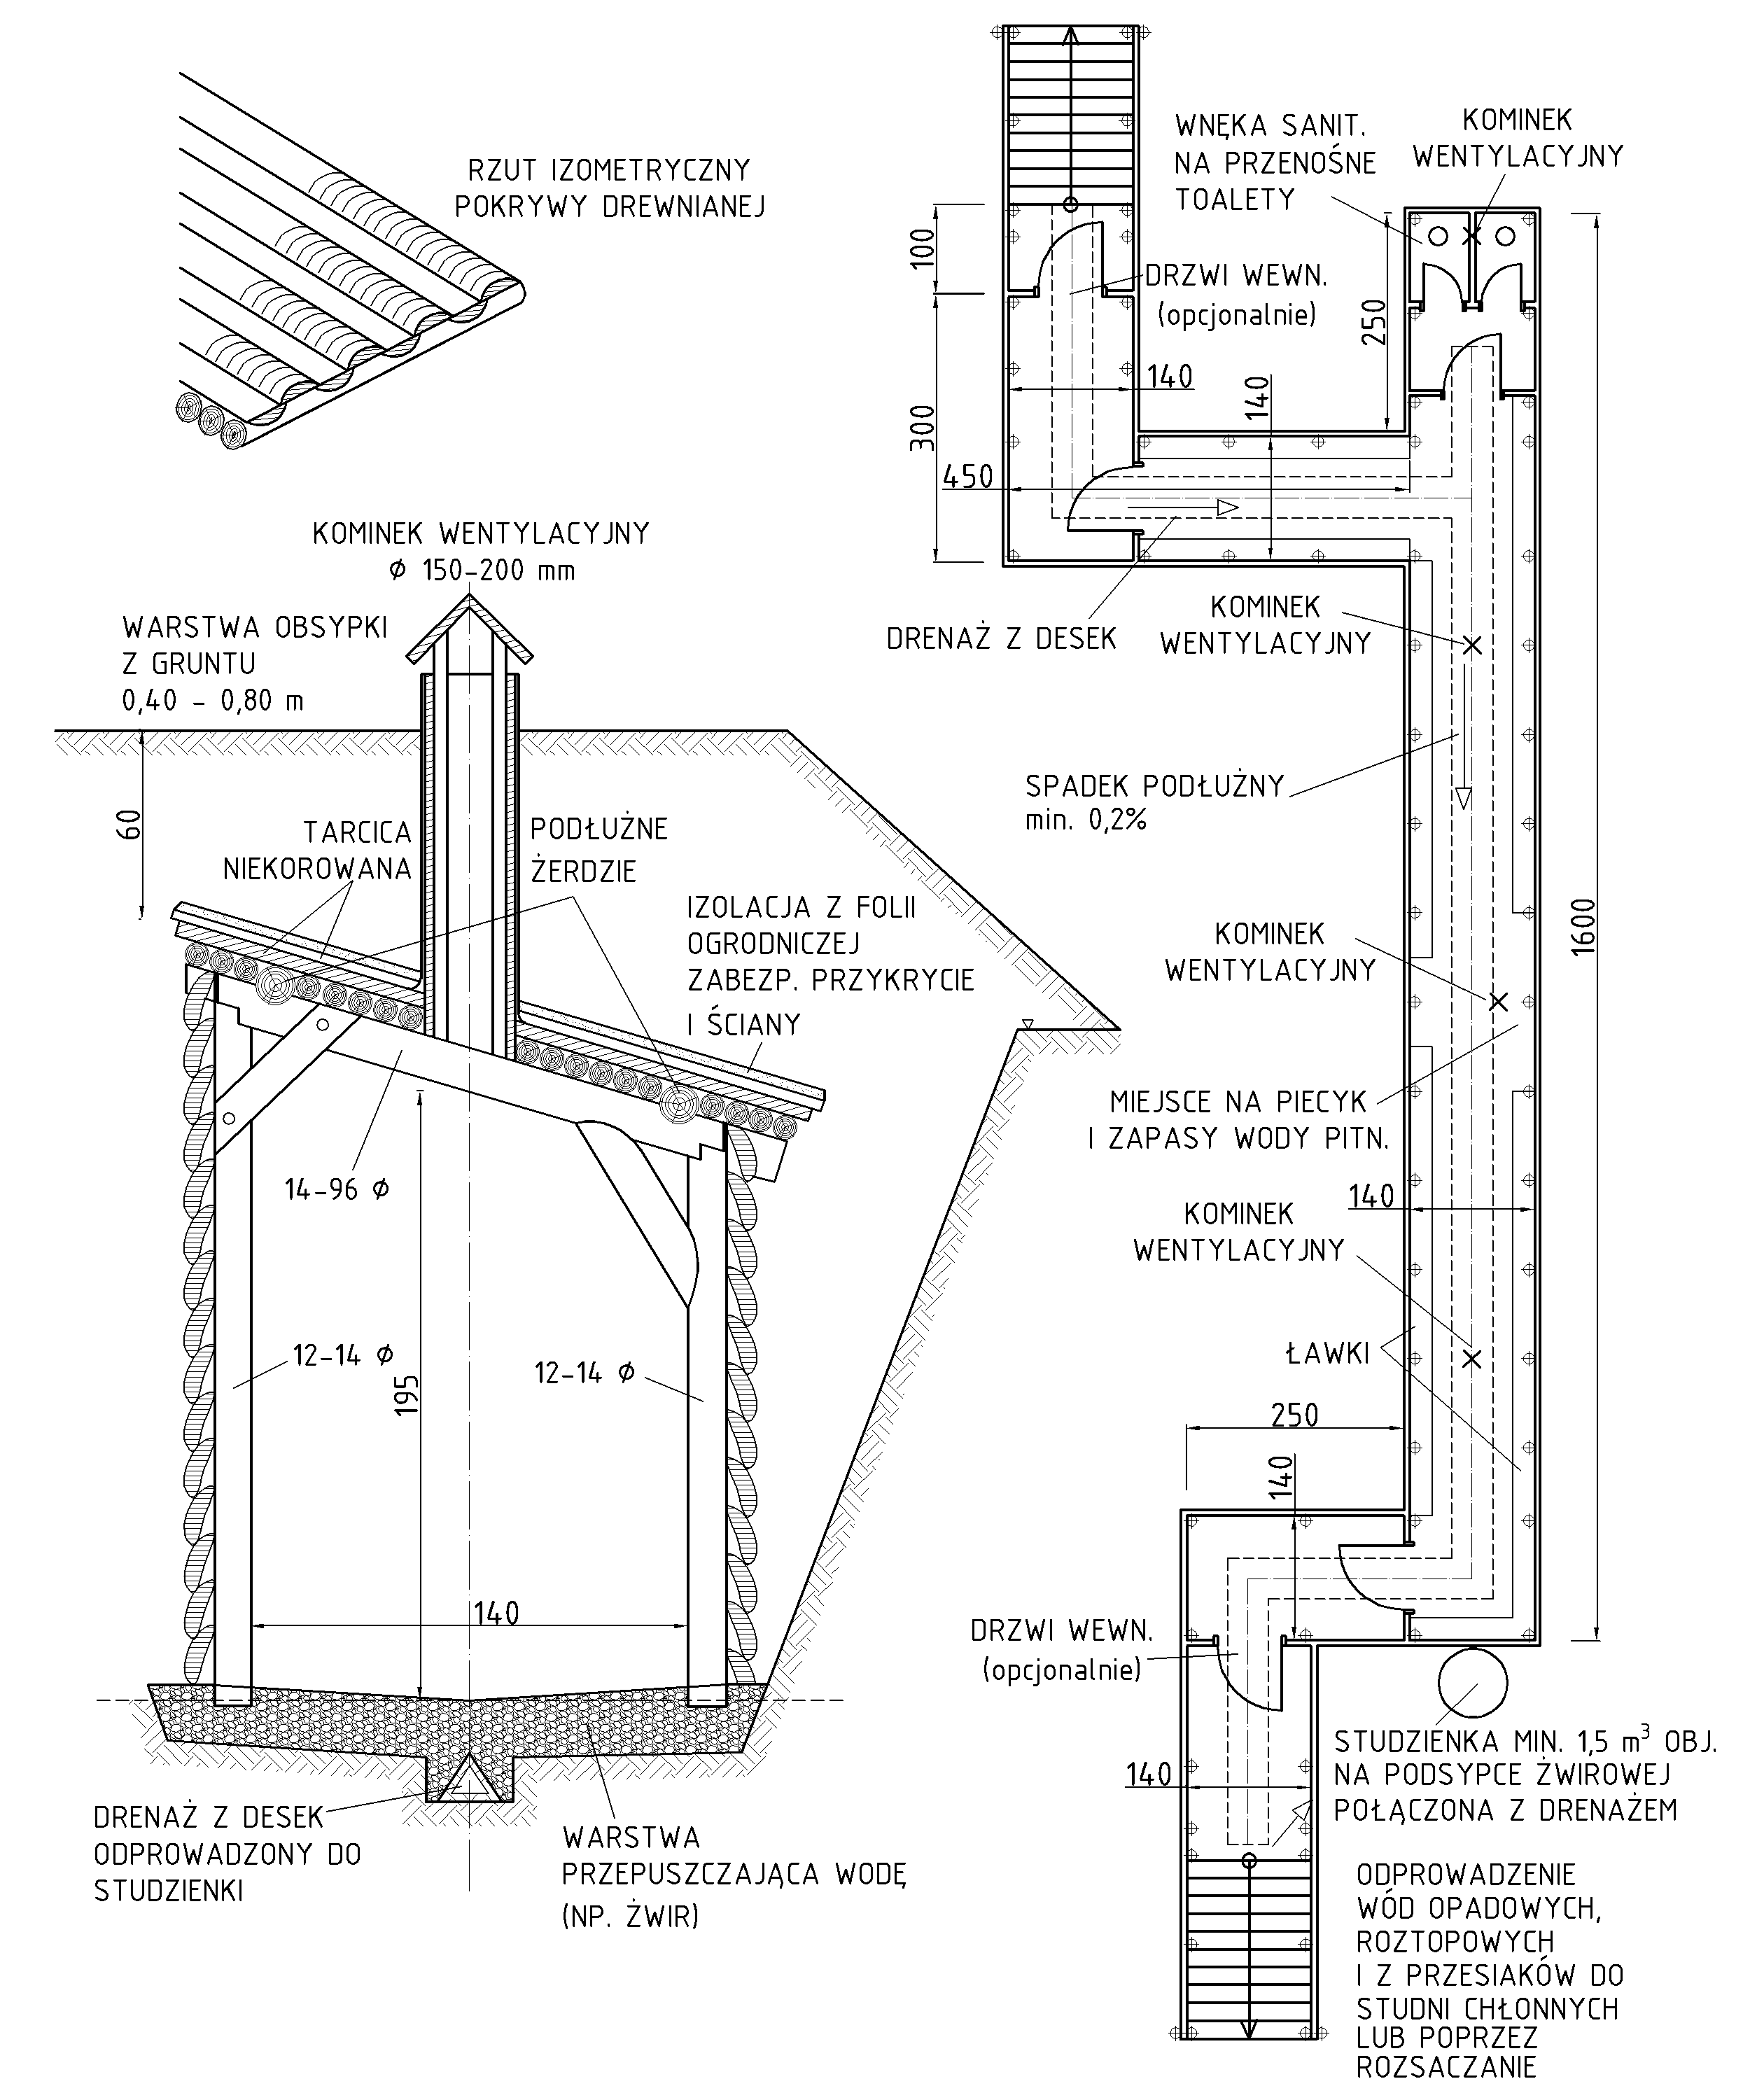 RZUT IZOMETRYCZNY
POKRYWY DREWNIANEJ
KOMINEK WENTYLACYJNY
ϕ 150-200 mm
WARSTWA OBSYPKI
Z GRUNTU
0,40 - 0,80 m
60
TARCICA
NIEKOROWANA
PODŁUŻNE
ŻERDZIE
IZOLACJA Z FOLII
OGRODNICZEJ
ZABEZP. PRZYKRYCIE
I ŚCIANY
14-96 ϕ
12-14 ϕ
12-14 ϕ
195
140
DRENAŻ Z DESEK
ODPROWADZONY DO
STUDZIENKI
WARSTWA
PRZEPUSZCZAJĄCA WODĘ
(NP. ŻWIR)
WNĘKA SANIT.
NA PRZENOŚNE
TOALETY
KOMINEK
WENTYLACYJNY
100
DRZWI WEWN.
(opcjonalnie)
250
140
140
300
450
DRENAŻ Z DESEK
KOMINEK
WENTYLACYJNY
SPADEK PODŁUŻNY
min. 0,2%
1600
KOMINEK
WENTYLACYJNY
MIEJSCE NA PIECYK
I ZAPASY WODY PITN.
140
KOMINEK
WENTYLACYJNY
ŁAWKI
250
140
DRZWI WEWN.
(opcjonalnie)
140
STUDZIENKA MIN. 1,5 m³ OBJ.
NA PODSYPCE ŻWIROWEJ
POŁĄCZONA Z DRENAŻEM
ODPROWADZENIE
WÓD OPADOWYCH,
ROZTOPOWYCH
I Z PRZESIAKÓW DO
STUDNI CHŁONNYCH
LUB POPRZEZ
ROZSACZANIE